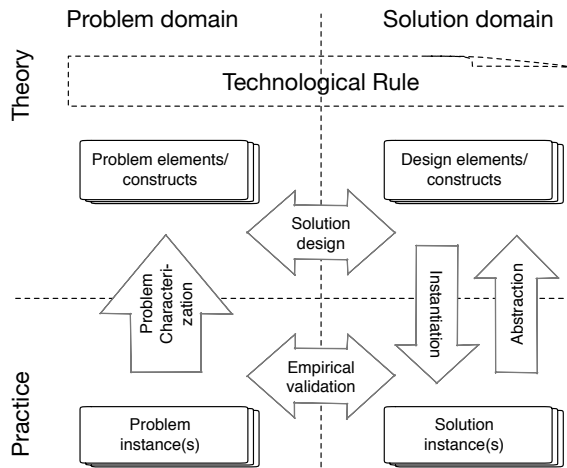 Problem domain
Solution domain
Theory
Technological Rule
Problem elements/
constructs
Design elements/
constructs
Solution
design
Problem
Characteri-
zation
Instantiation
Abstraction
Empirical
validation
Practice
Problem
instance(s)
Solution
instance(s)